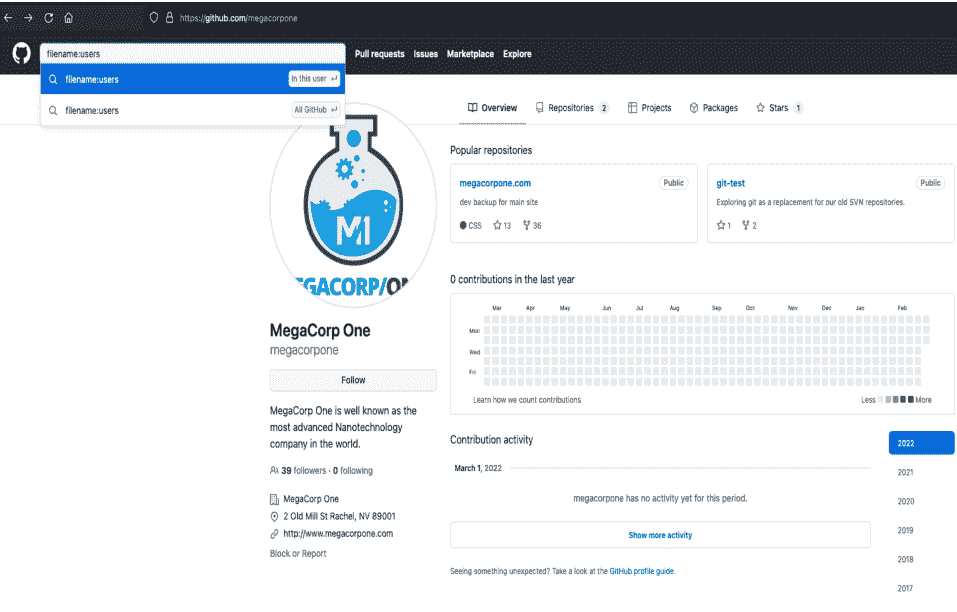 https://github.com/megacorpone
filename:users
Pull requests Issues Marketplace Explore
filename:users In this user ↵
filename:users All GitHub ↵
Overview Repositories 2 Projects Packages Stars 1
MEGACORP/ON
Popular repositories
megacorpone.com Public
dev backup for main site
CSS 13 36
git-test Public
Exploring git as a replacement for our old SVN repositories.
1 2
0 contributions in the last year
Mar Apr May Jun Jul Aug Sep Oct Nov Dec Jan Feb
Mon
Wed
Fri
Learn how we count contributions Less More
MegaCorp One
megacorpone
Follow
MegaCorp One is well known as the
most advanced Nanotechnology
company in the world.
39 followers · 0 following
MegaCorp One
2 Old Mill St Rachel, NV 89001
http://www.megacorpone.com
Block or Report
Contribution activity
March 1, 2022
megacorpone has no activity yet for this period.
Show more activity
Seeing something unexpected? Take a look at the GitHub profile guide.
2022
2021
2020
2019
2018
2017